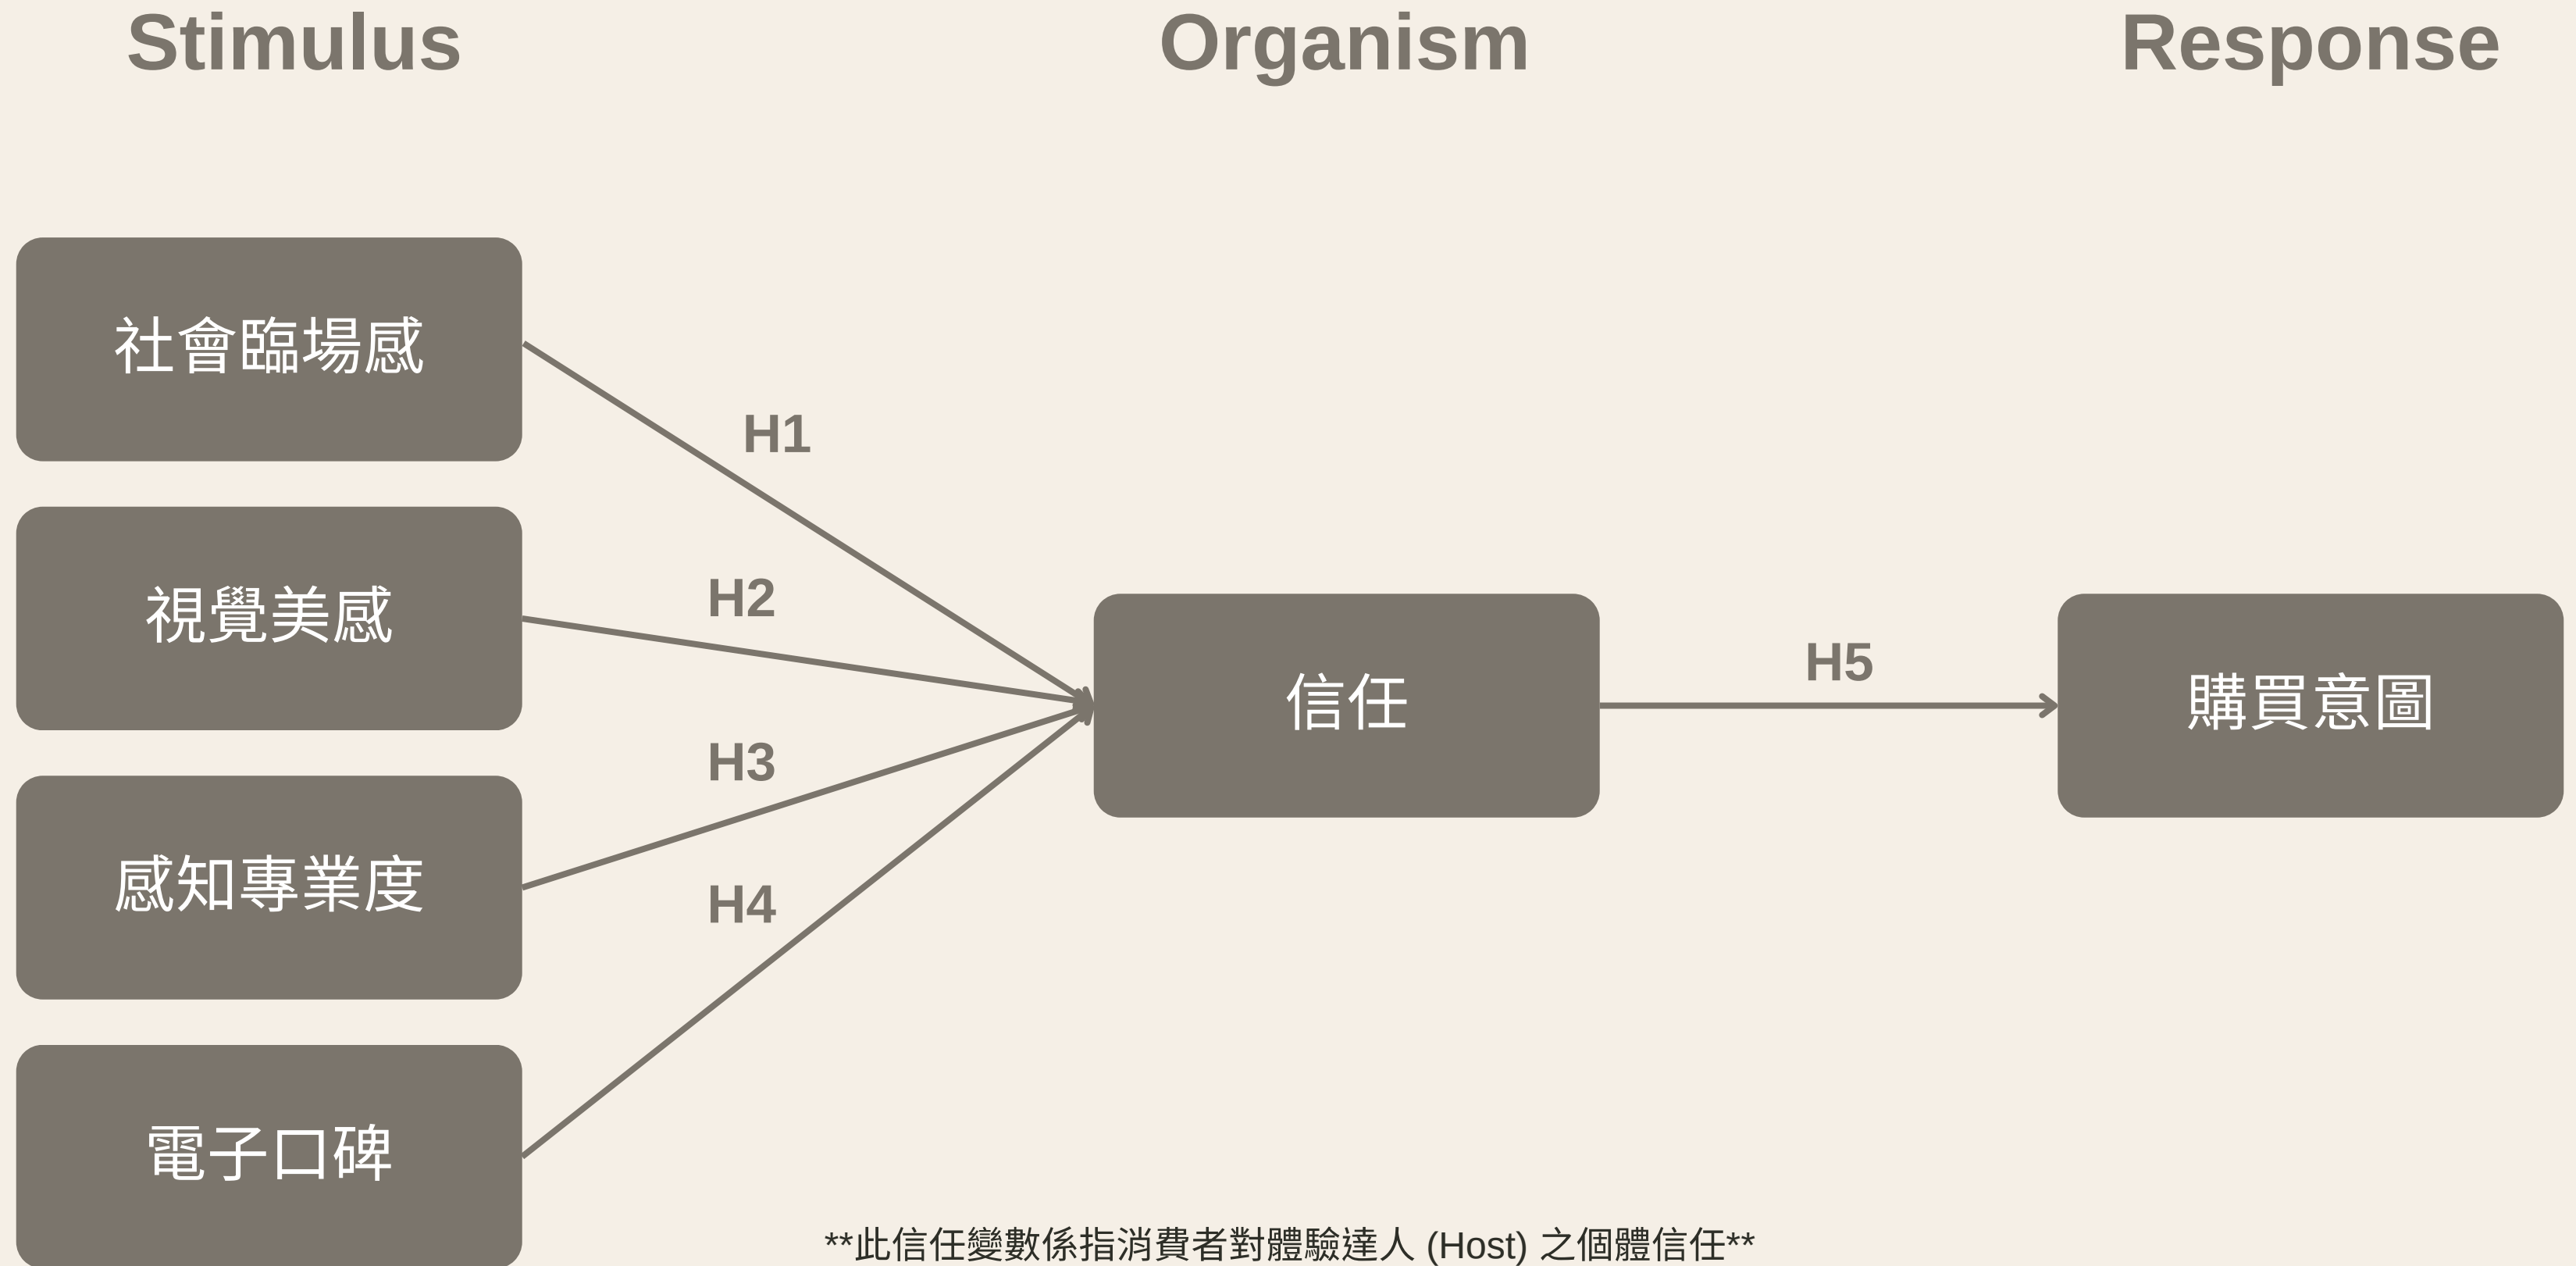 Stimulus
Organism
Response
社會臨場感
H1
視覺美感
H2
信任
H5
購買意圖
H3
感知專業度
H4
電子口碑
**此信任變數係指消費者對體驗達人 (Host) 之個體信任**